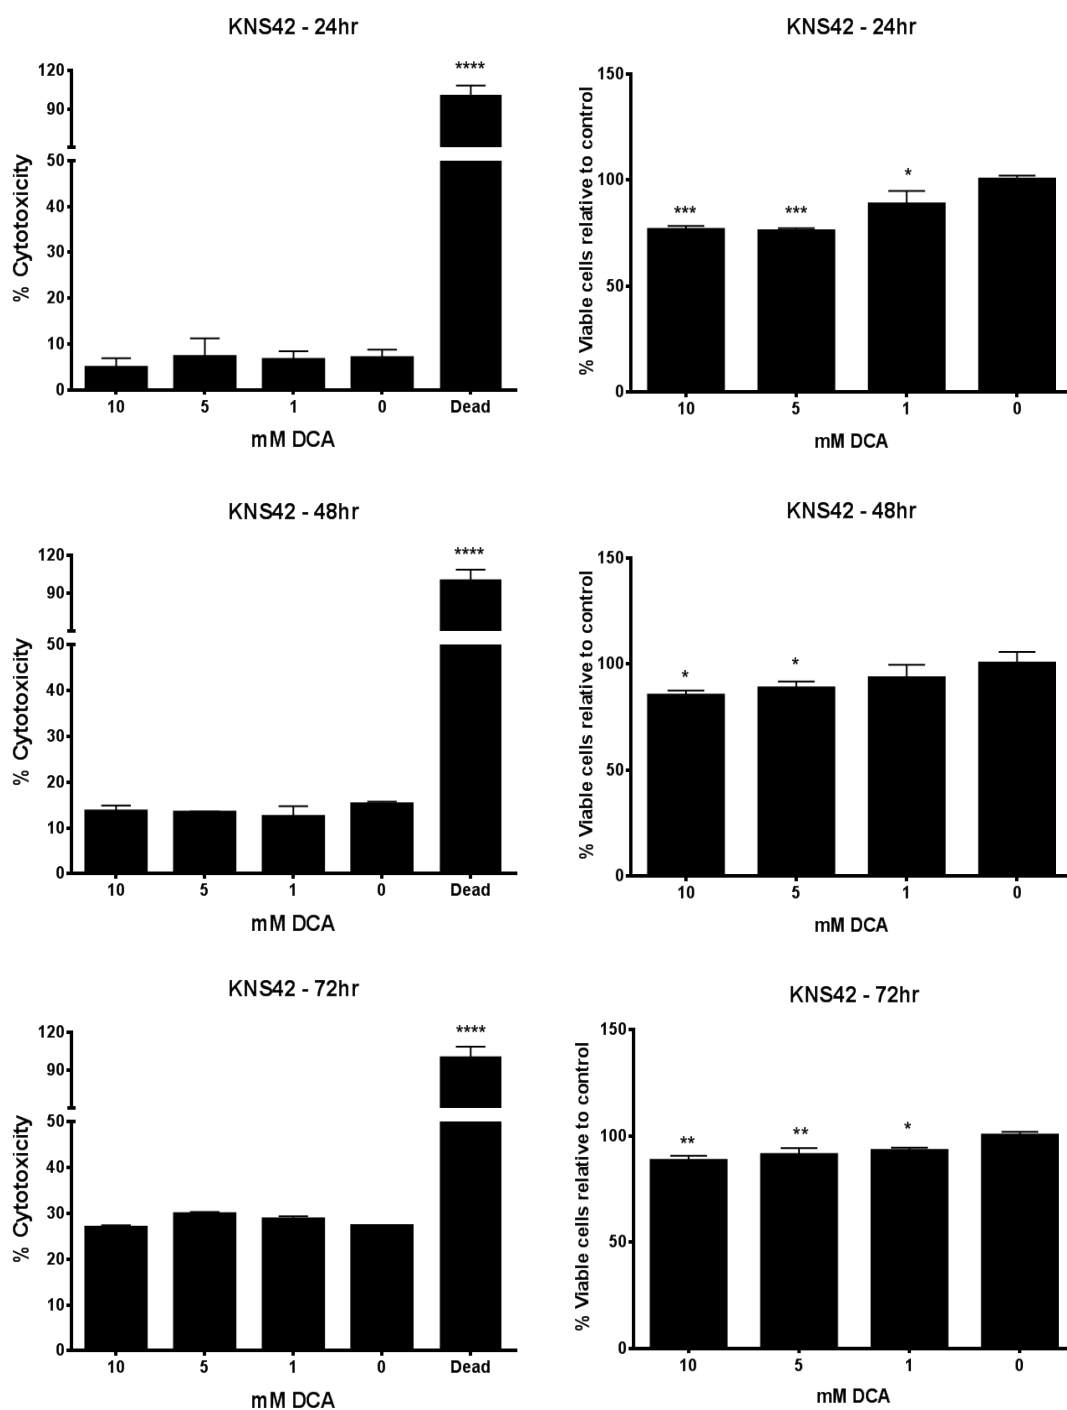 KNS42 - 24hr
% Cytotoxicity
120
90
50
40
30
20
10
0
****
10 5 1 0 Dead
mM DCA
KNS42 - 24hr
% Viable cells relative to control
150
100
50
0
*** *** *
10 5 1 0
mM DCA
KNS42 - 48hr
% Cytotoxicity
120
90
50
40
30
20
10
0
****
10 5 1 0 Dead
mM DCA
KNS42 - 48hr
% Viable cells relative to control
150
100
50
0
* *
10 5 1 0
mM DCA
KNS42 - 72hr
% Cytotoxicity
120
90
50
40
30
20
10
0
****
10 5 1 0 Dead
mM DCA
KNS42 - 72hr
% Viable cells relative to control
150
100
50
0
** ** *
10 5 1 0
mM DCA